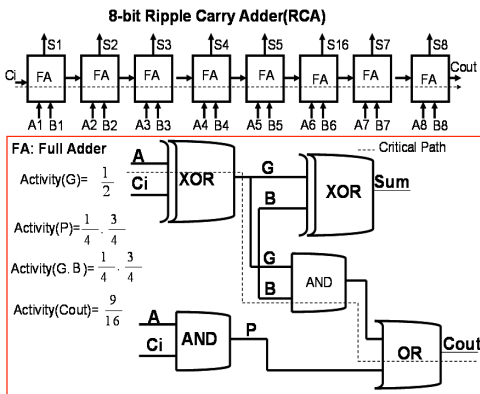 8-bit Ripple Carry Adder(RCA)
S1 S2 S3 S4 S5 S16 S7 S8
Ci FA FA FA FA FA FA FA FA Cout
A1 B1 A2 B2 A3 B3 A4 B4 A5 B5 A6 B6 A7 B7 A8 B8
FA: Full Adder
Critical Path
A
Ci
XOR
G
B
XOR
Sum
Activity(G)= 1/2
Activity(P)= 1/4 . 3/4
Activity(G.B)= 1/4 . 3/4
Activity(Cout)= 9/16
G
B
AND
A
Ci
AND
P
OR
Cout